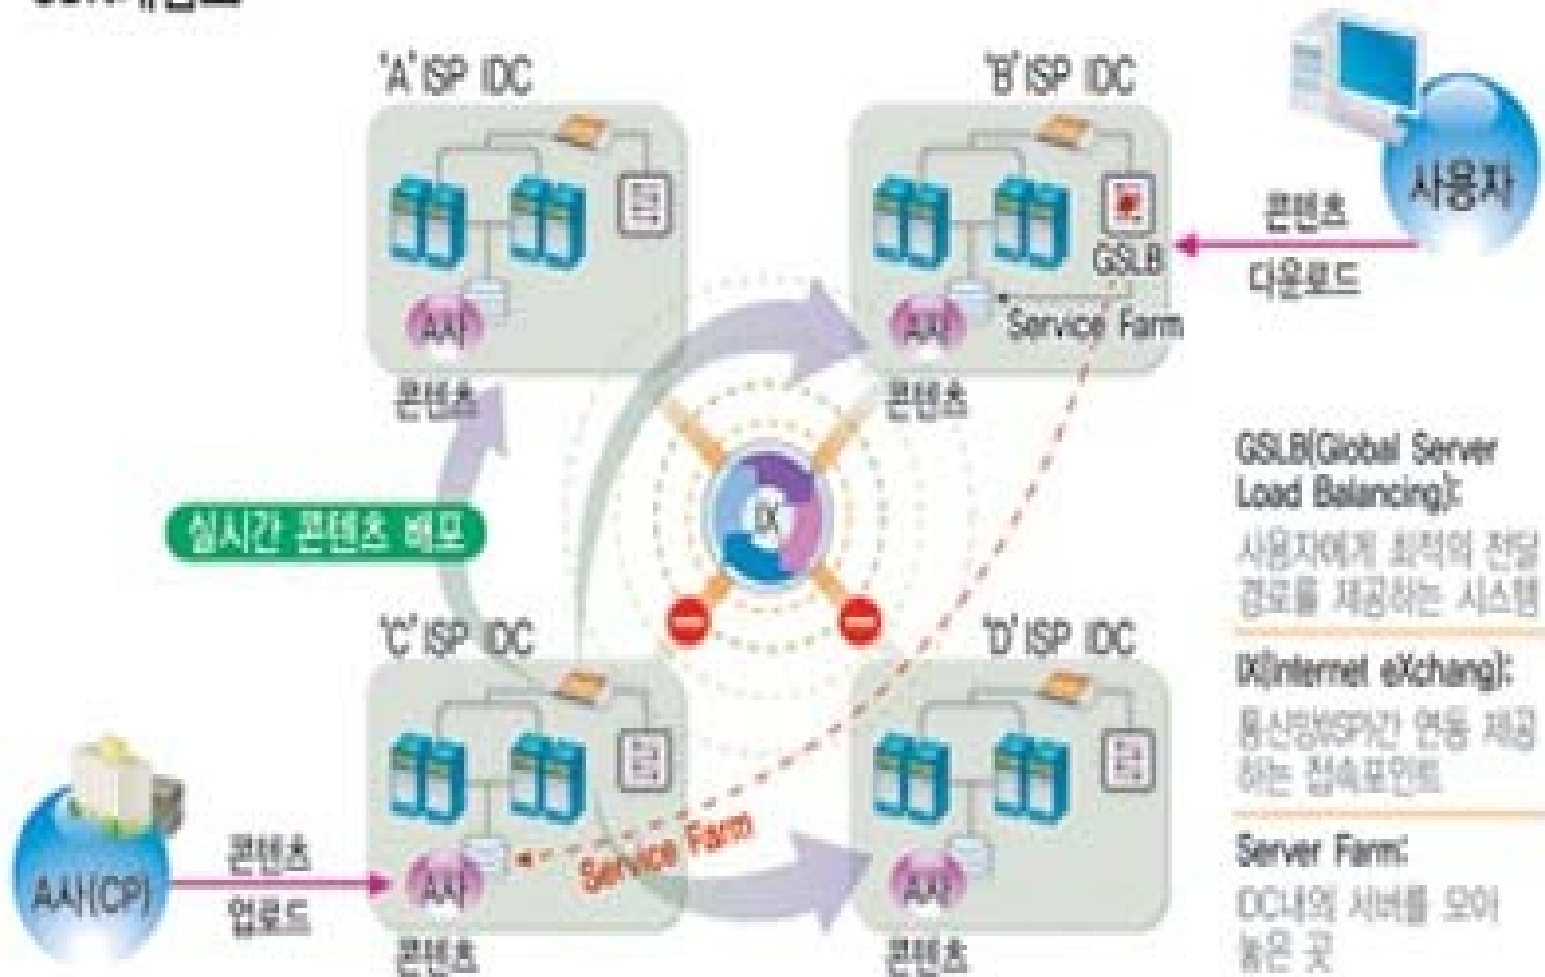 'A' ISP IDC
'B' ISP IDC
사용자
콘텐츠
다운로드
GSLB
A사
A사
Service Farm
콘텐츠
콘텐츠
GSLB(Global Server
Load Balancing):
사용자에게 최적의 전달
경로를 제공하는 시스템
IX
실시간 콘텐츠 배포
'C' ISP IDC
'D' ISP IDC
IX(Internet eXchang):
통신망(ISP)간 연동 제공
하는 접속포인트
Service Farm
Server Farm:
DC내의 서버를 모아
놓은 곳
A사(CP)
콘텐츠
업로드
A사
A사
콘텐츠
콘텐츠